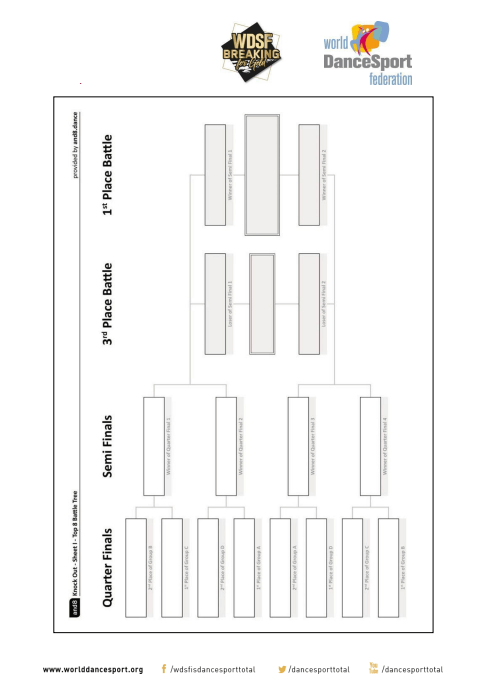 WDSF
BREAKING
for Gold
world
DanceSport
federation
and8 Knock Out - Sheet I - Top 8 Battle Tree
provided by and8.dance
Quarter Finals
Semi Finals
3rd Place Battle
1st Place Battle
2nd Place of Group B
1st Place of Group C
2nd Place of Group D
1st Place of Group A
2nd Place of Group A
1st Place of Group D
2nd Place of Group C
1st Place of Group B
Winner of Quarter Final 1
Winner of Quarter Final 2
Winner of Quarter Final 3
Winner of Quarter Final 4
Loser of Semi Final 1
Loser of Semi Final 2
Winner of Semi Final 1
Winner of Semi Final 2
www.worlddancesport.org /wdsfisdancesporttotal /dancesporttotal You Tube /dancesporttotal